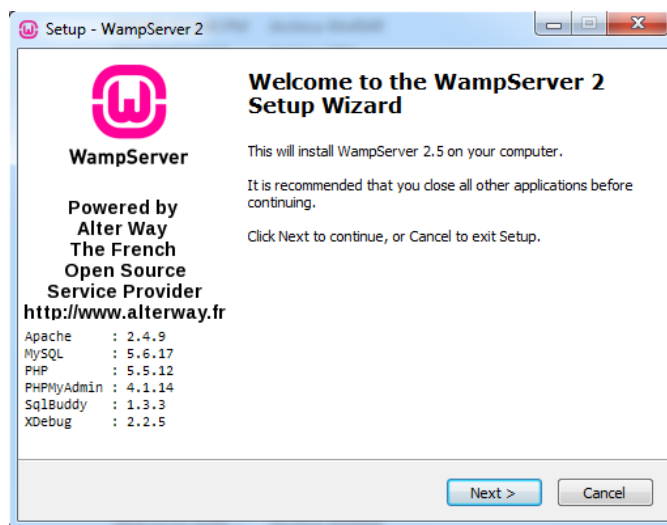 Setup - WampServer 2
Welcome to the WampServer 2
Setup Wizard
This will install WampServer 2.5 on your computer.
It is recommended that you close all other applications before
continuing.
Click Next to continue, or Cancel to exit Setup.
WampServer
Powered by
Alter Way
The French
Open Source
Service Provider
http://www.alterway.fr
Apache : 2.4.9
MySQL : 5.6.17
PHP : 5.5.12
PHPMyAdmin : 4.1.14
SqlBuddy : 1.3.3
XDebug : 2.2.5
Next >
Cancel